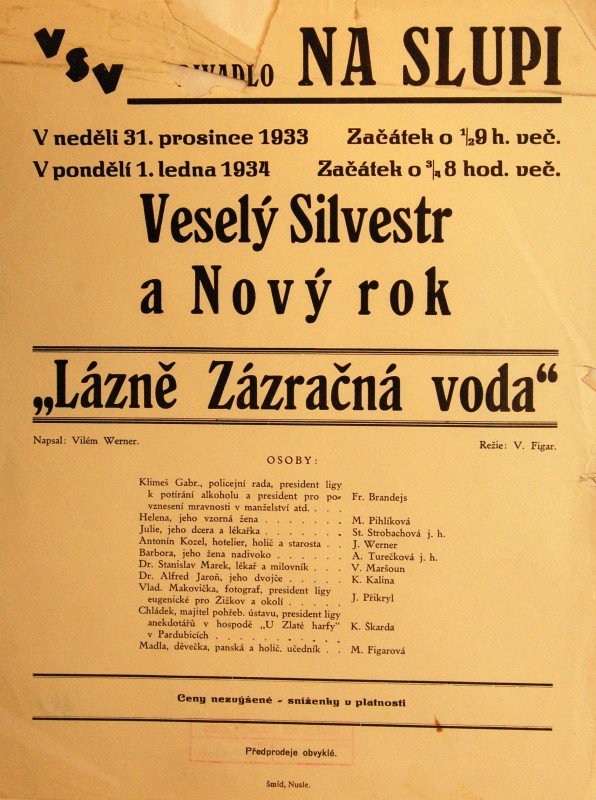 VSV DIVADLO NA SLUPI
V neděli 31. prosince 1933 Začátek o ½9 h. več.
V pondělí 1. ledna 1934 Začátek o ¾8 hod. več.
Veselý Silvestr
a Nový rok
„Lázně Zázračná voda“
Napsal: Vilém Werner.
Režie: V. Figar.
OSOBY:
Klimeš Gabr., policejní rada, president ligy
k potírání alkoholu a president pro po-
vznesení mravnosti v manželství atd. . . . Fr. Brandejs
Helena, jeho vzorná žena . . . . . . . M. Pihlíková
Julie, jeho dcera a lékařka . . . . . . . St. Strobachová j. h.
Antonín Kozel, hotelier, holič a starosta . . J. Werner
Barbora, jeho žena nadivoko . . . . . . A. Turečková j. h.
Dr. Stanislav Marek, lékař a milovník . . . V. Maršoun
Dr. Alfred Jaroň, jeho dvojče . . . . . K. Kalina
Vlad. Makovička, fotograf, president ligy
eugenické pro Žižkov a okolí . . . . . J. Přikryl
Chládek, majitel pohřeb. ústavu, president ligy
anekdotářů v hospodě „U Zlaté harfy“
v Pardubicích . . . . . . . . . K. Škarda
Madla, děvečka, panská a holič. učedník . . M. Figarová
Ceny nezvýšené - sníženky v platnosti
Předprodeje obvyklé.
Šmíd, Nusle.